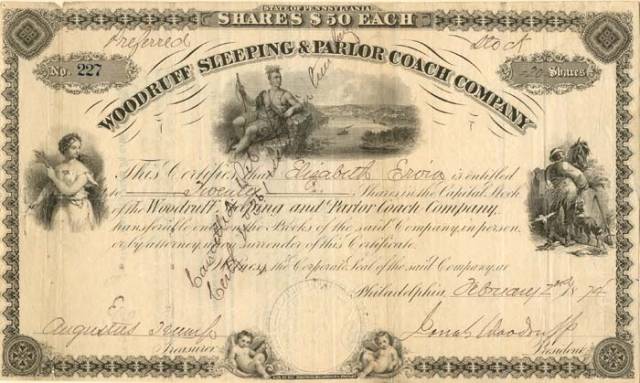 STATE OF PENNSYLVANIA
SHARES $50 EACH
Preferred Stock
No. 227 Shares
WOODRUFF SLEEPING & PARLOR COACH COMPANY
This Certifies that Elizabeth Ervin is entitled
to Twenty Shares in the Capital Stock
of the Woodruff Sleeping and Parlor Coach Company,
transferable on the Books of the said Company, in person
or by attorney upon surrender of this Certificate.
Witness, the Corporate Seal of the said Company, at
Philadelphia, February 2nd 1874
Augustus Jonah Woodruff
Treasurer President
Cancelled